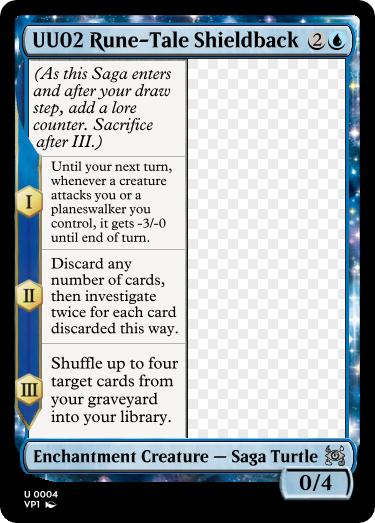 UU02 Rune-Tale Shieldback 2
(As this Saga enters
and after your draw
step, add a lore
counter. Sacrifice
after III.)
I
Until your next turn,
whenever a creature
attacks you or a
planeswalker you
control, it gets -3/-0
until end of turn.
II
Discard any
number of cards,
then investigate
twice for each card
discarded this way.
III
Shuffle up to four
target cards from
your graveyard
into your library.
Enchantment Creature — Saga Turtle
0/4
U 0004
VP1